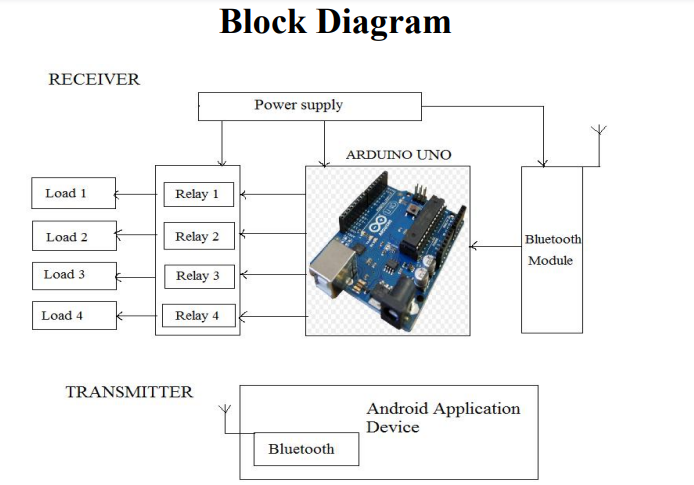 Block Diagram
RECEIVER
Power supply
ARDUINO UNO
Load 1
Relay 1
Load 2
Relay 2
Bluetooth
Module
Load 3
Relay 3
Load 4
Relay 4
TRANSMITTER
Android Application
Device
Bluetooth